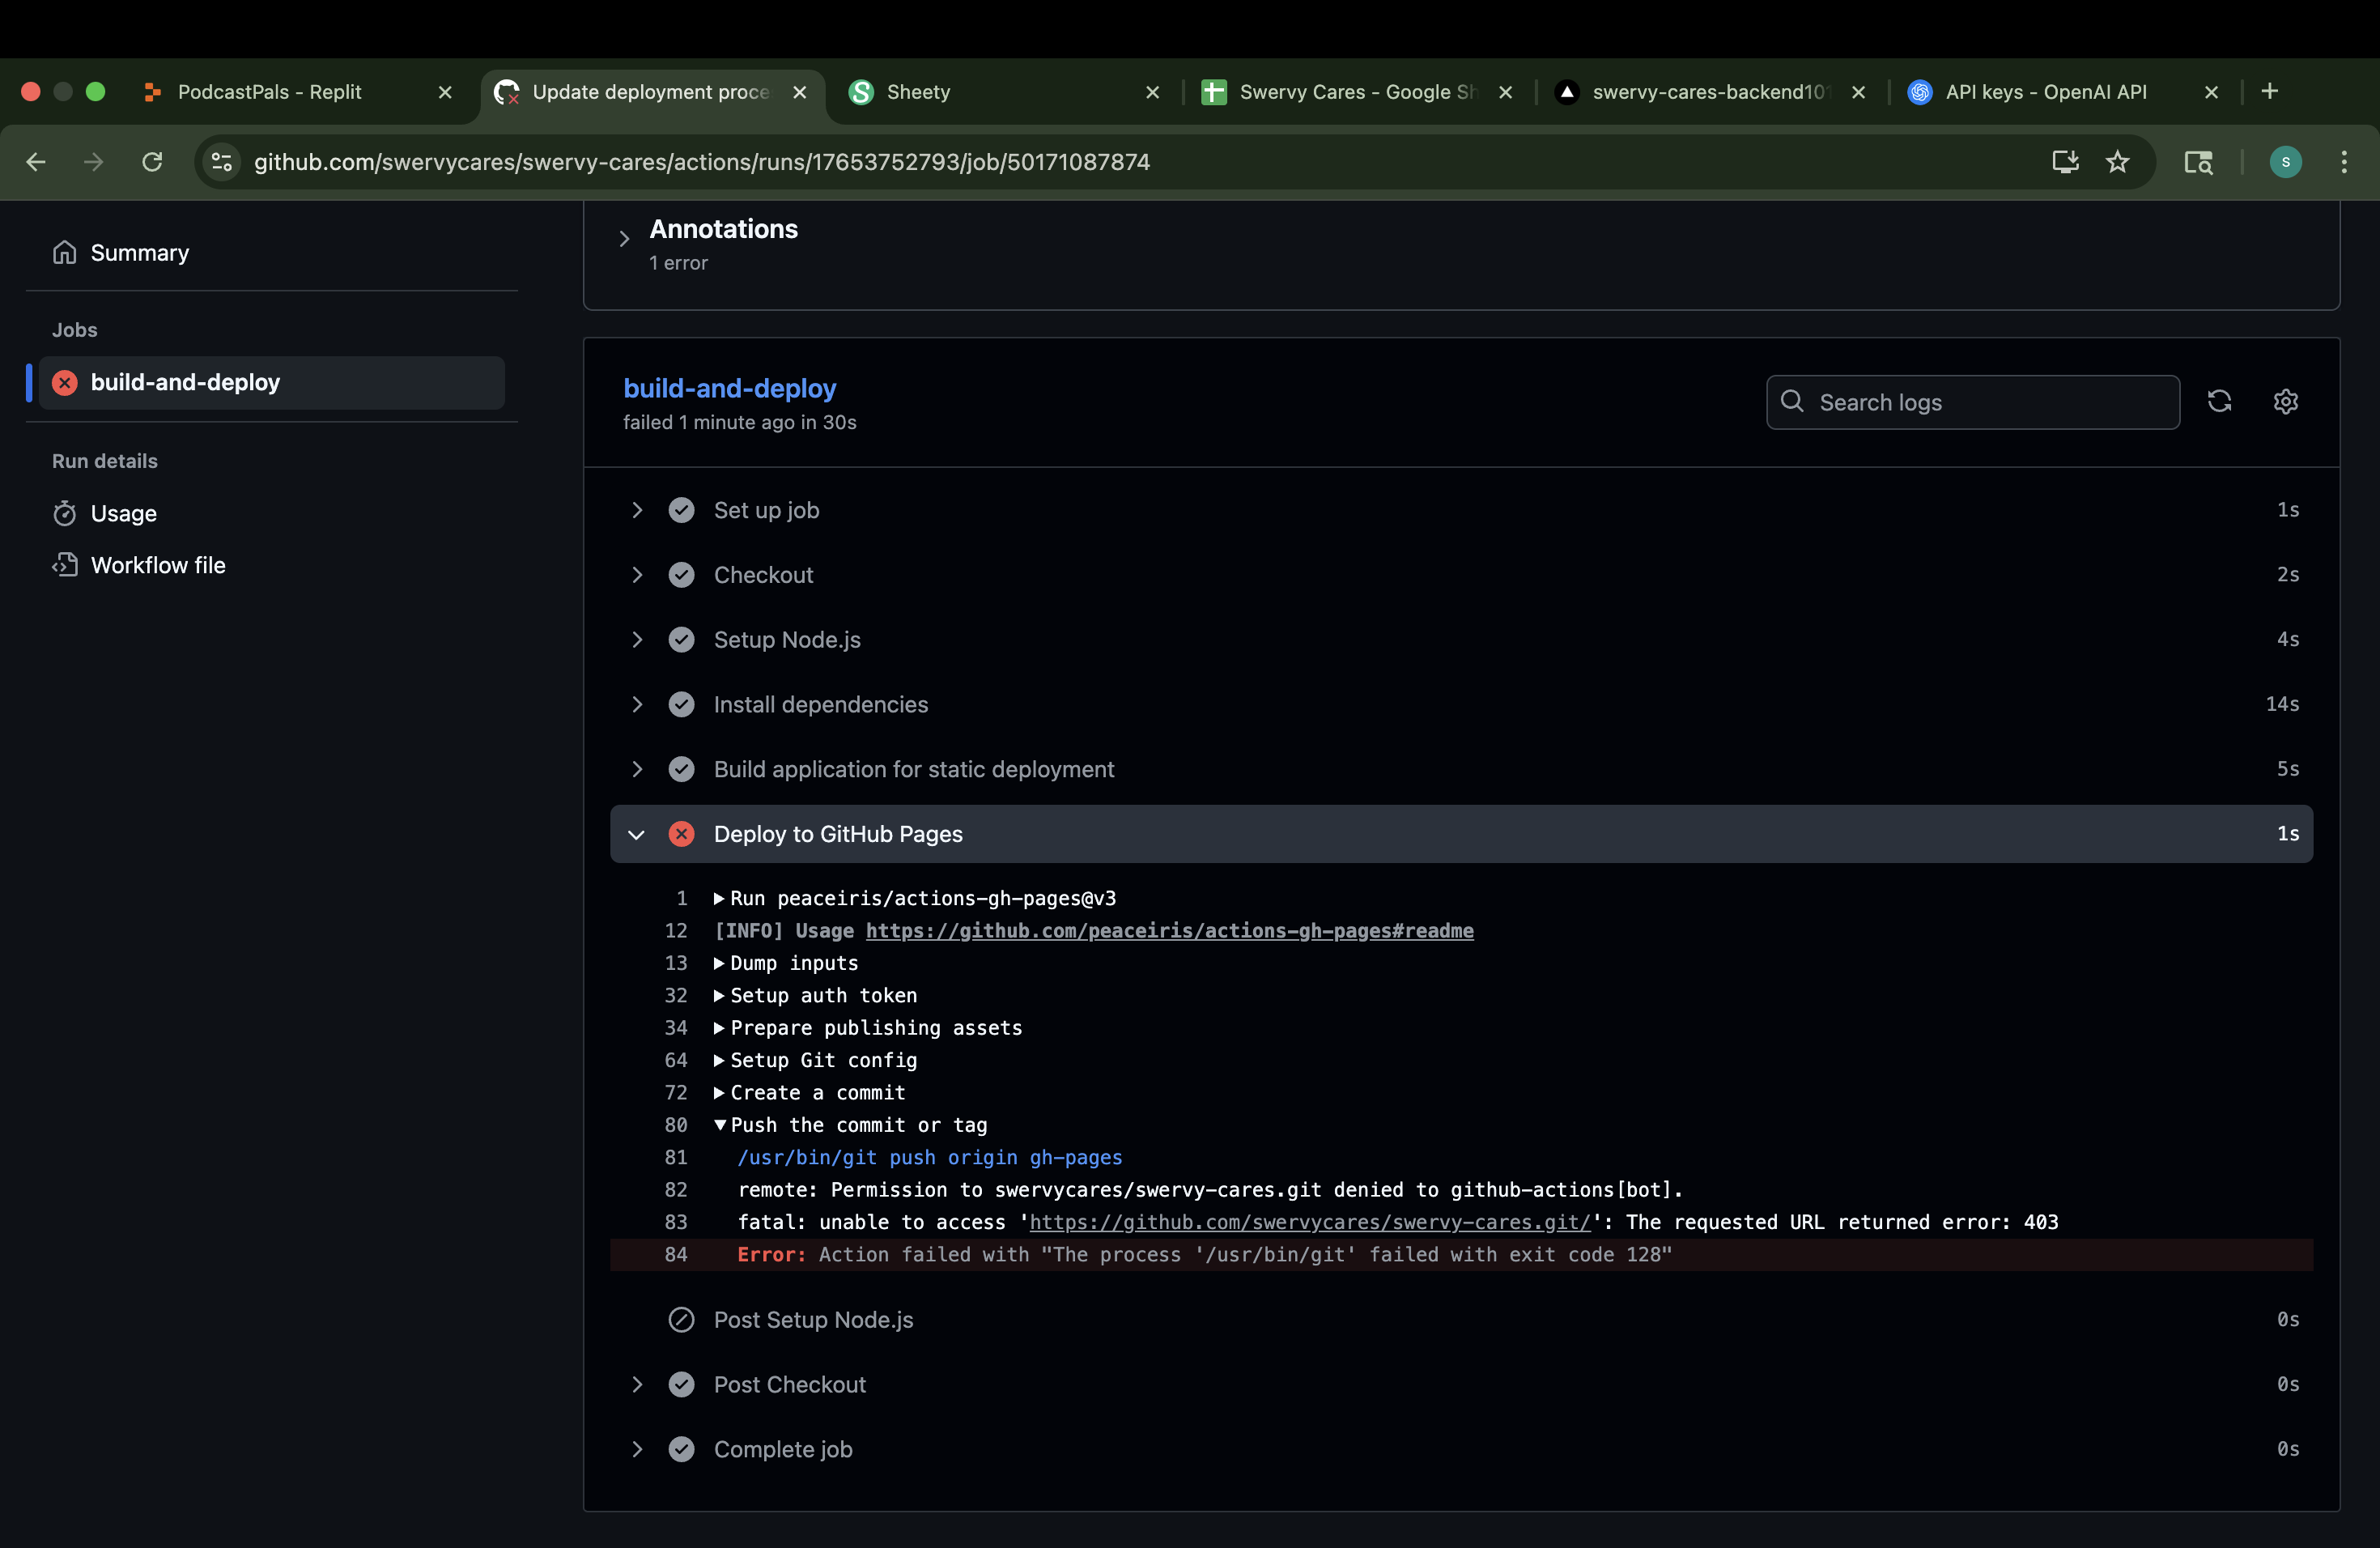 PodcastPals - Replit
Update deployment proce
Sheety
Swervy Cares - Google Sh
swervy-cares-backend101
API keys - OpenAI API
github.com/swervycares/swervy-cares/actions/runs/17653752793/job/50171087874
s
Summary
Jobs
build-and-deploy
Run details
Usage
Workflow file
Annotations
1 error
build-and-deploy
failed 1 minute ago in 30s
Search logs
Set up job 1s
Checkout 2s
Setup Node.js 4s
Install dependencies 14s
Build application for static deployment 5s
Deploy to GitHub Pages 1s
1 Run peaceiris/actions-gh-pages@v3
12 [INFO] Usage https://github.com/peaceiris/actions-gh-pages#readme
13 Dump inputs
32 Setup auth token
34 Prepare publishing assets
64 Setup Git config
72 Create a commit
80 Push the commit or tag
81 /usr/bin/git push origin gh-pages
82 remote: Permission to swervycares/swervy-cares.git denied to github-actions[bot].
83 fatal: unable to access 'https://github.com/swervycares/swervy-cares.git/': The requested URL returned error: 403
84 Error: Action failed with "The process '/usr/bin/git' failed with exit code 128"
Post Setup Node.js 0s
Post Checkout 0s
Complete job 0s